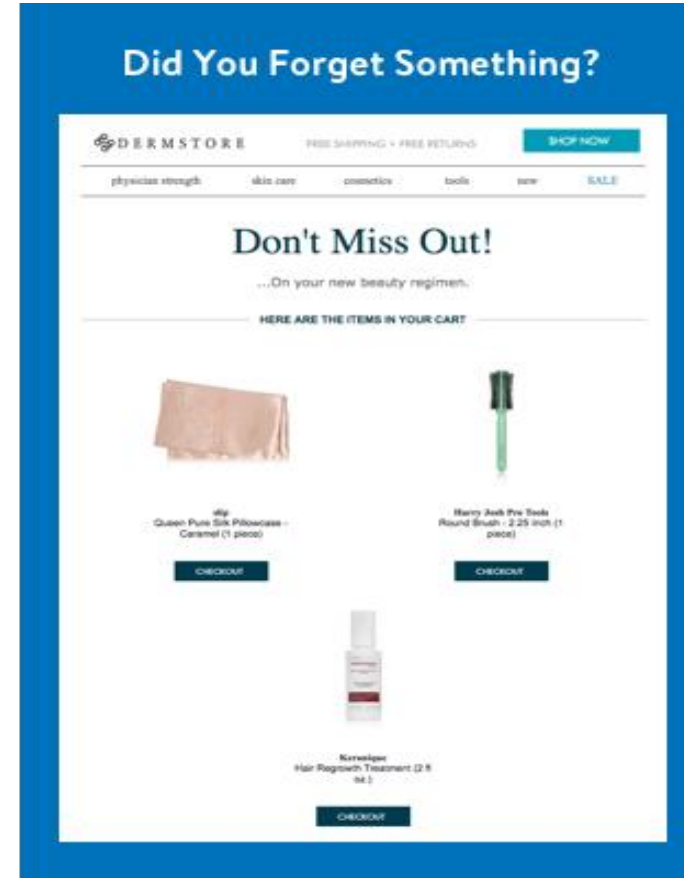 Did You Forget Something?
DERMSTORE
FREE SHIPPING + FREE RETURNS
SHOP NOW
physician strength
skin care
cosmetics
tools
new
SALE
Don't Miss Out!
...On your new beauty regimen.
HERE ARE THE ITEMS IN YOUR CART
slip
Queen Pure Silk Pillowcase -
Caramel (1 piece)
CHECKOUT
Harry Josh Pro Tools
Round Brush - 2.25 inch (1
piece)
CHECKOUT
Keranique
Hair Regrowth Treatment (2 fl
oz.)
CHECKOUT